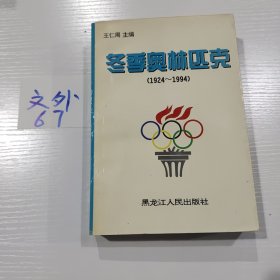 王仁周 主编
冬季奥林匹克
(1924～1994)
文外
67
黑龙江人民出版社